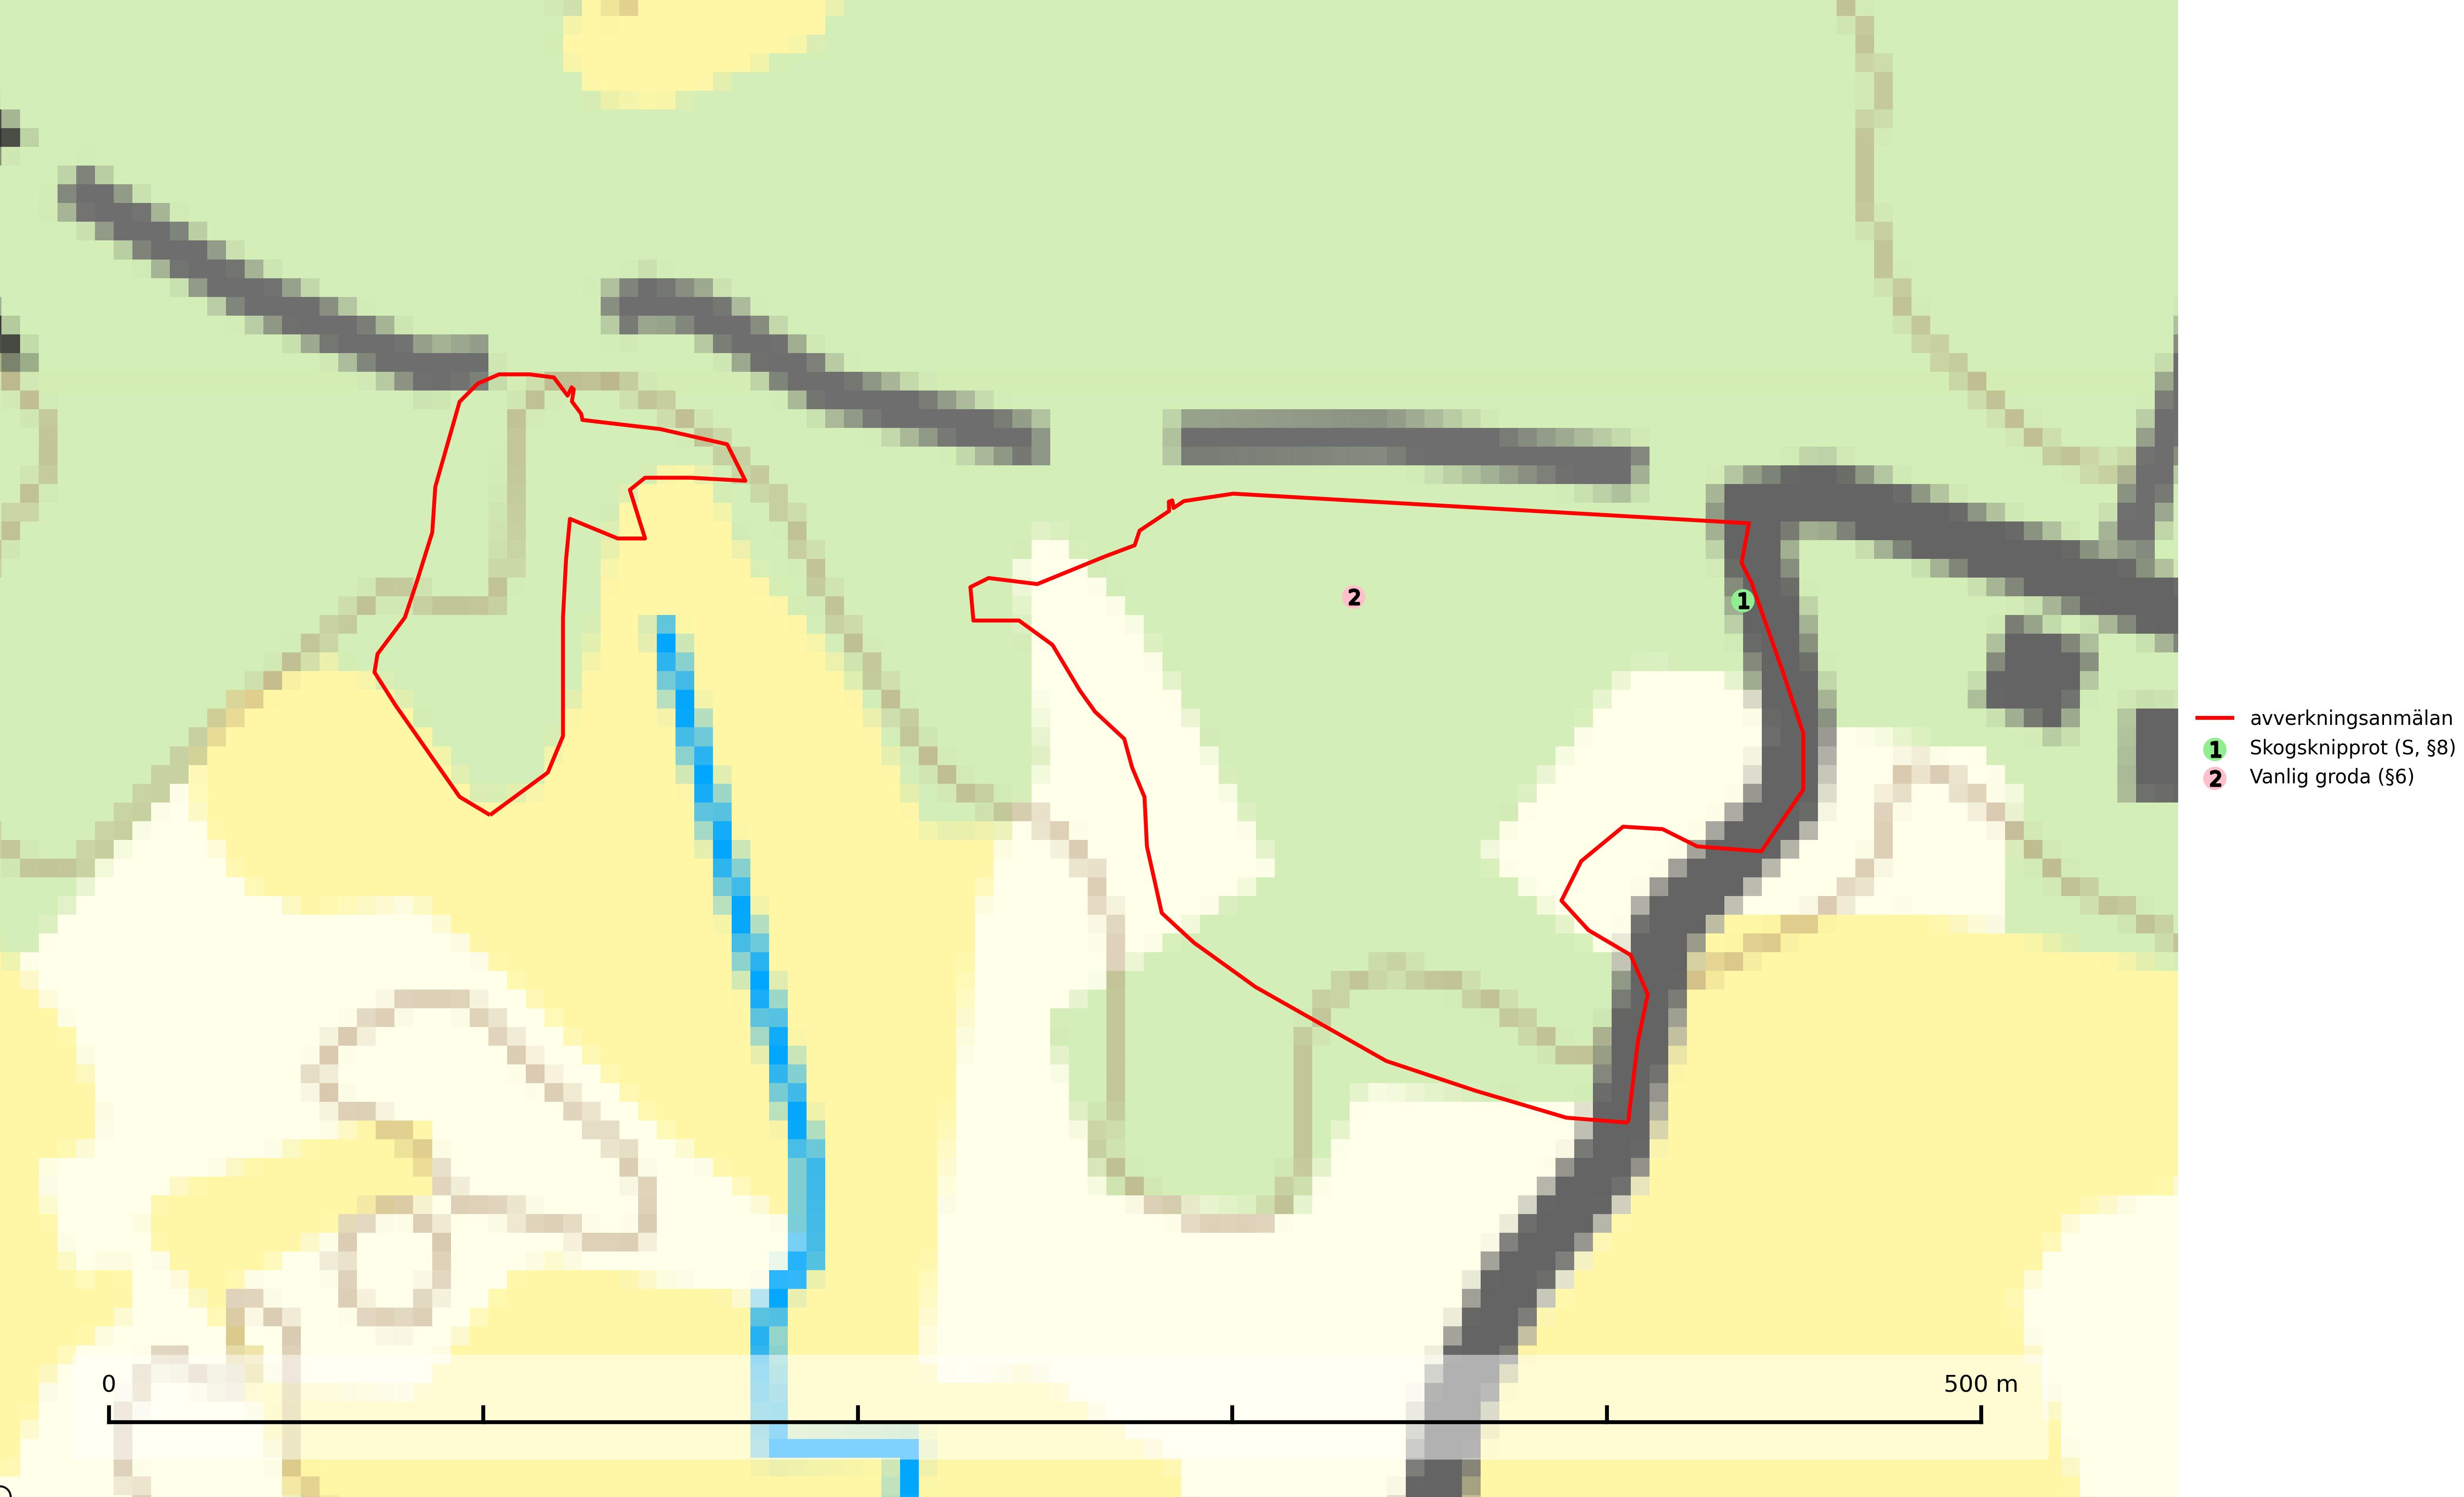 2
1
avverkningsanmälan
1 Skogsknipprot (S, §8)
2 Vanlig groda (§6)
0 500 m